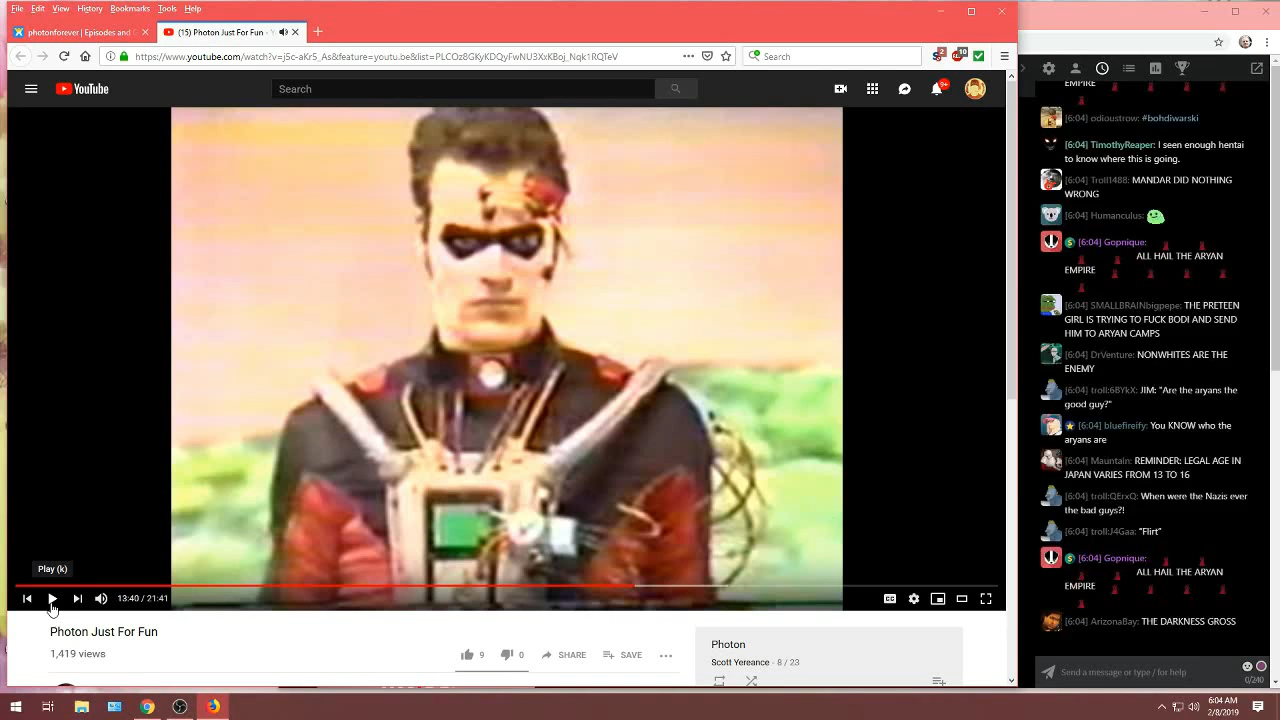 File Edit View History Bookmarks Tools Help
photonforever | Episodes and
(15) Photon Just For Fun - Y
https://www.youtube.com/watch?v=j5c-aNr5_As&feature=youtu.be&list=PLCOz8GKyKDQyFwNU3XxKBoj_Nqk1RQTeV
Search
2
10
YouTube
Search
9+
Play (k)
13:40 / 21:41
CC
Photon Just For Fun
1,419 views
9
0
SHARE
SAVE
Photon
Scott Yereance - 8 / 23
EMPIRE
[6:04] ødioustrow: #bohdiwarski
[6:04] TimothyReaper: I seen enough hentai
to know where this is going.
[6:04] Troll1488: MANDAR DID NOTHING
WRONG
[6:04] Humanculus:
[6:04] Gopnique:
ALL HAIL THE ARYAN
EMPIRE
[6:04] SMALLBRAINbigpepe: THE PRETEEN
GIRL IS TRYING TO FUCK BODI AND SEND
HIM TO ARYAN CAMPS
[6:04] DrVenture: NONWHITES ARE THE
ENEMY
[6:04] troll:6BYkX: JIM: "Are the aryans the
good guy?"
[6:04] bluefireify: You KNOW who the
aryans are
[6:04] Mauntain: REMINDER: LEGAL AGE IN
JAPAN VARIES FROM 13 TO 16
[6:04] troll:QErxQ: When were the Nazis ever
the bad guys?!
[6:04] troll:J4Gaa: "Flirt"
[6:04] Gopnique:
ALL HAIL THE ARYAN
EMPIRE
[6:04] ArizonaBay: THE DARKNESS GROSS
Send a message or type / for help
0/240
6:04 AM
2/8/2019